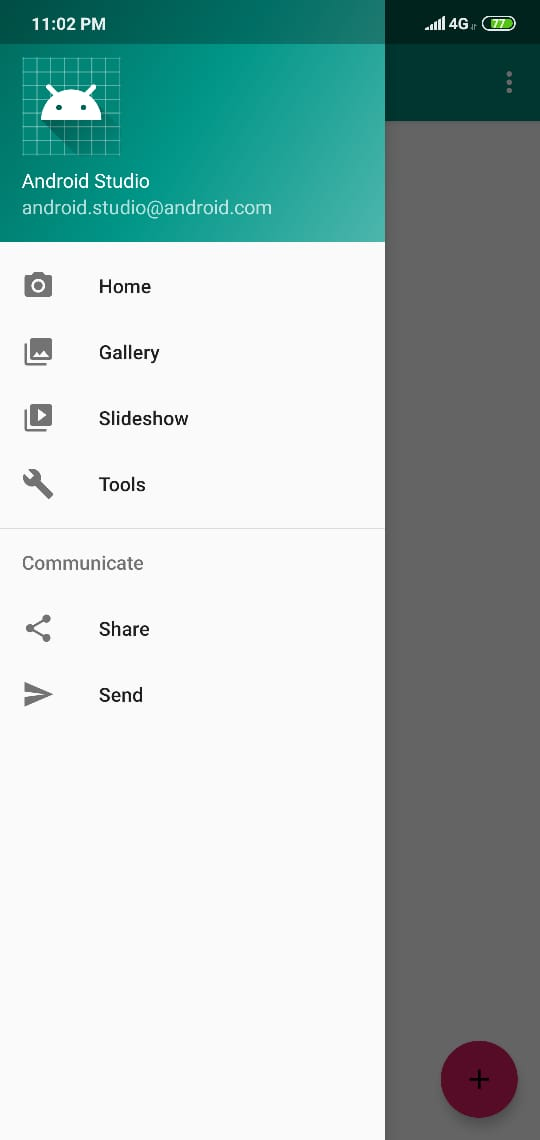 11:02 PM
4G
77
Android Studio
android.studio@android.com
Home
Gallery
Slideshow
Tools
Communicate
Share
Send